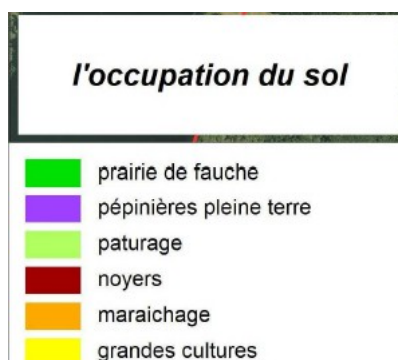 l'occupation du sol
prairie de fauche
pépinières pleine terre
paturage
noyers
maraichage
grandes cultures